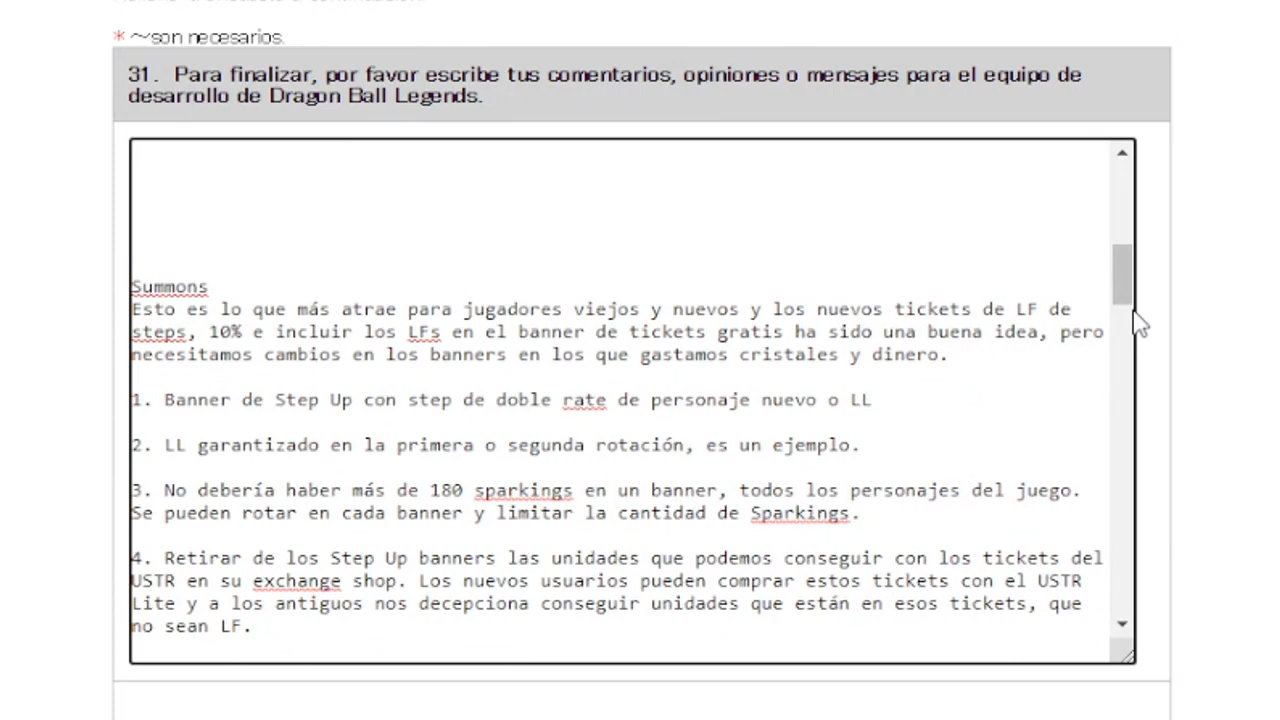 * ～son necesarios.
31. Para finalizar, por favor escribe tus comentarios, opiniones o mensajes para el equipo de
desarrollo de Dragon Ball Legends.
Summons
Esto es lo que más atrae para jugadores viejos y nuevos y los nuevos tickets de LF de
steps, 10% e incluir los LFs en el banner de tickets gratis ha sido una buena idea, pero
necesitamos cambios en los banners en los que gastamos cristales y dinero.
1. Banner de Step Up con step de doble rate de personaje nuevo o LL
2. LL garantizado en la primera o segunda rotación, es un ejemplo.
3. No debería haber más de 180 sparkings en un banner, todos los personajes del juego.
Se pueden rotar en cada banner y limitar la cantidad de Sparkings.
4. Retirar de los Step Up banners las unidades que podemos conseguir con los tickets del
USTR en su exchange shop. Los nuevos usuarios pueden comprar estos tickets con el USTR
Lite y a los antiguos nos decepciona conseguir unidades que están en esos tickets, que
no sean LF.